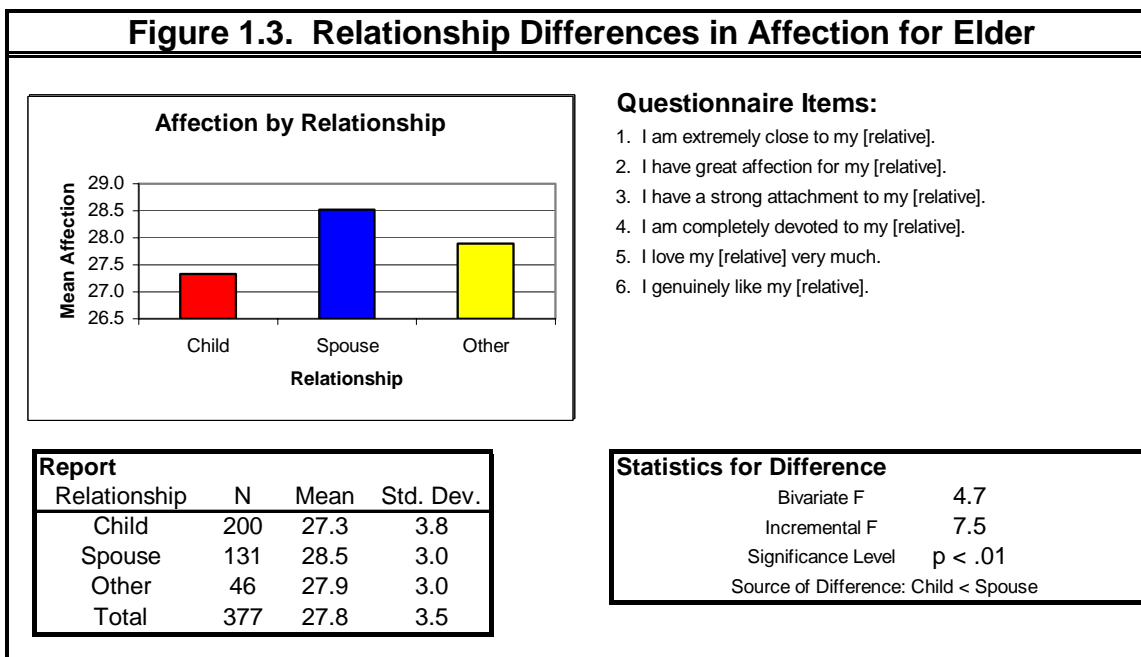 Figure 1.3. Relationship Differences in Affection for Elder
Affection by Relationship
Mean Affection
29.0
28.5
28.0
27.5
27.0
26.5
Child Spouse Other
Relationship
Questionnaire Items:
1. I am extremely close to my [relative].
2. I have great affection for my [relative].
3. I have a strong attachment to my [relative].
4. I am completely devoted to my [relative].
5. I love my [relative] very much.
6. I genuinely like my [relative].
Report
Relationship N Mean Std. Dev.
Child 200 27.3 3.8
Spouse 131 28.5 3.0
Other 46 27.9 3.0
Total 377 27.8 3.5
Statistics for Difference
Bivariate F 4.7
Incremental F 7.5
Significance Level p < .01
Source of Difference: Child < Spouse